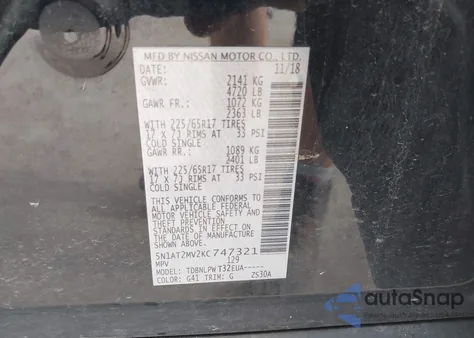 MFD BY NISSAN MOTOR CO., LTD.
DATE: 11/18
GVWR: 2141 KG
4720 LB
GAWR FR.: 1072 KG
2363 LB
WITH 225/65R17 TIRES
17 x 7J RIMS AT 33 PSI
COLD SINGLE
GAWR RR.: 1089 KG
2401 LB
WITH 225/65R17 TIRES
17 x 7J RIMS AT 33 PSI
COLD SINGLE
THIS VEHICLE CONFORMS TO
ALL APPLICABLE FEDERAL
MOTOR VEHICLE SAFETY AND
THEFT PREVENTION
STANDARDS IN EFFECT ON
THE DATE OF MANUFACTURE
SHOWN ABOVE.
5N1AT2MV2KC747321
MPV 129
MODEL: TDBNLPWT32EUA-----
COLOR: G41 TRIM: G ZS30A
autoSnap